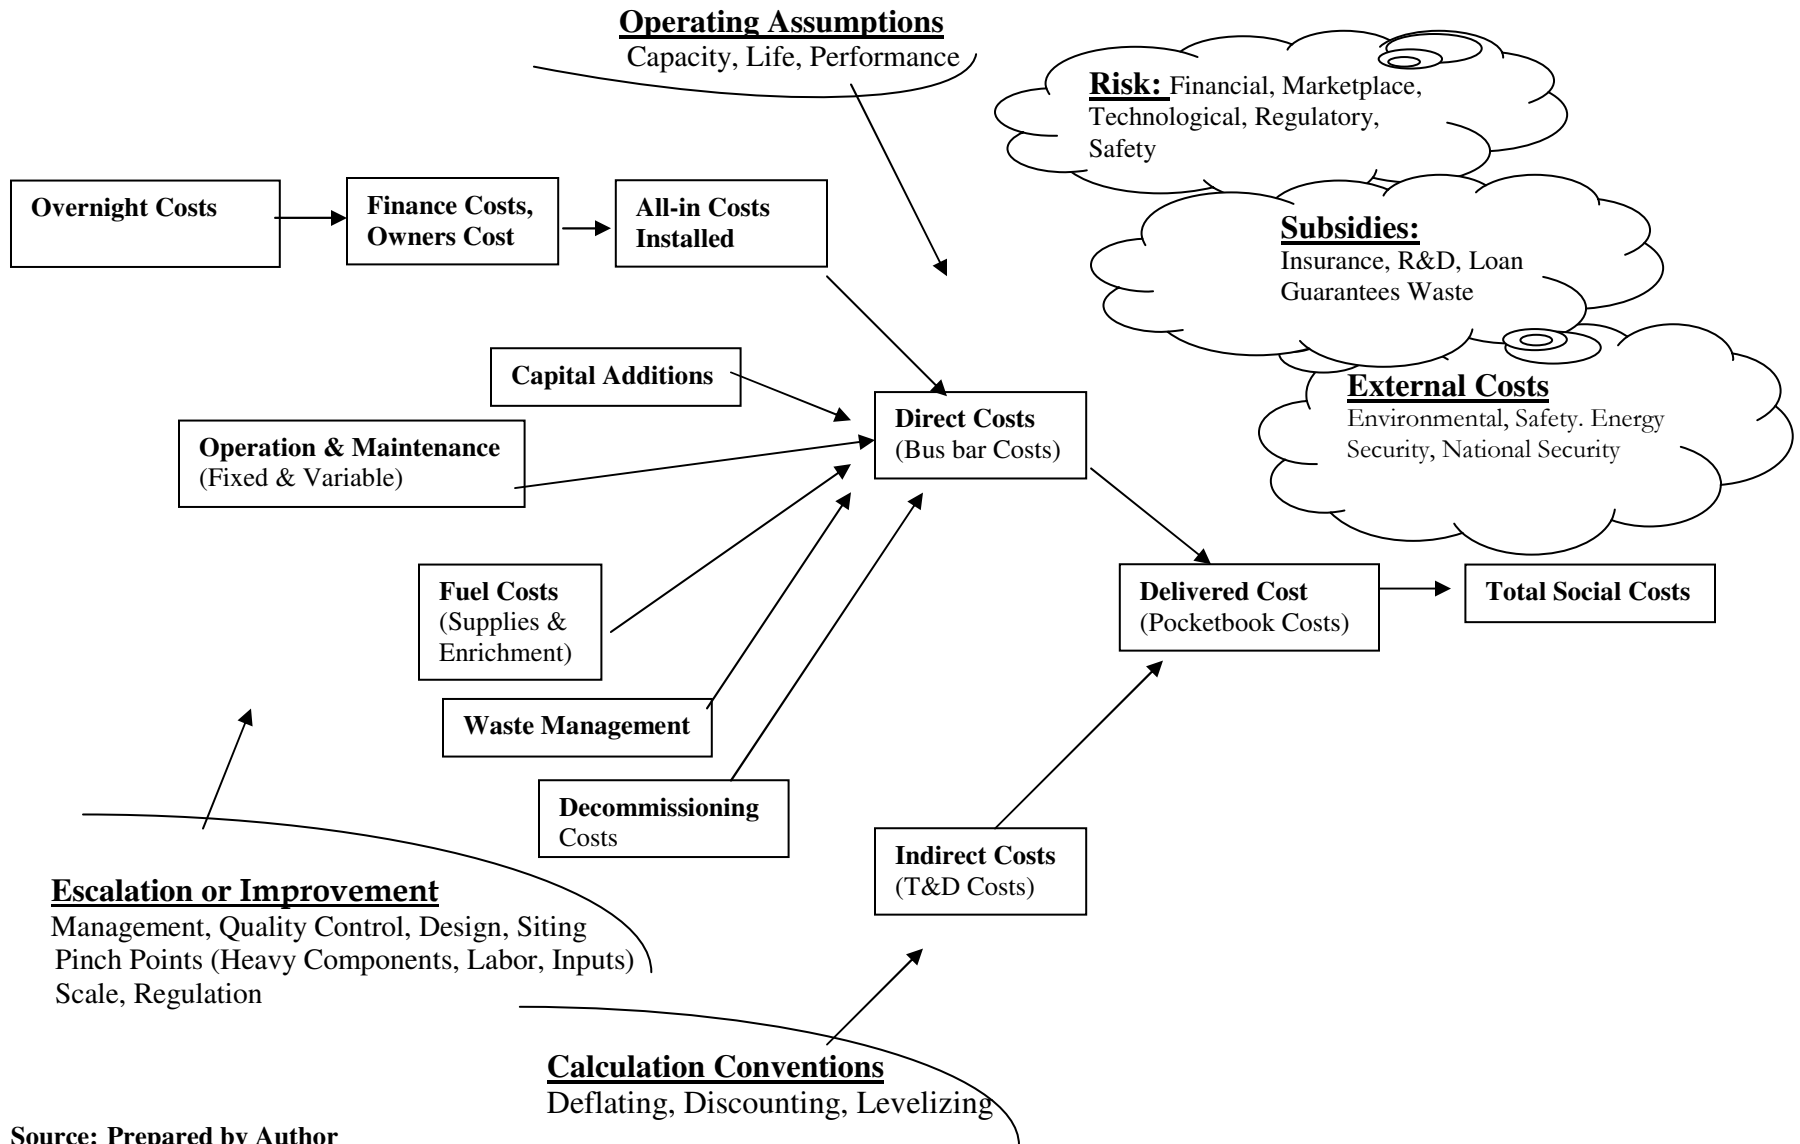 Operating Assumptions
Capacity, Life, Performance
Risk: Financial, Marketplace,
Technological, Regulatory,
Safety
Overnight Costs
Finance Costs,
Owners Cost
All-in Costs
Installed
Subsidies:
Insurance, R&D, Loan
Guarantees Waste
Capital Additions
External Costs
Environmental, Safety. Energy
Security, National Security
Direct Costs
(Bus bar Costs)
Operation & Maintenance
(Fixed & Variable)
Fuel Costs
(Supplies &
Enrichment)
Delivered Cost
(Pocketbook Costs)
Total Social Costs
Waste Management
Decommissioning
Costs
Indirect Costs
(T&D Costs)
Escalation or Improvement
Management, Quality Control, Design, Siting
Pinch Points (Heavy Components, Labor, Inputs)
Scale, Regulation
Calculation Conventions
Deflating, Discounting, Levelizing
Source: Prepared by Author